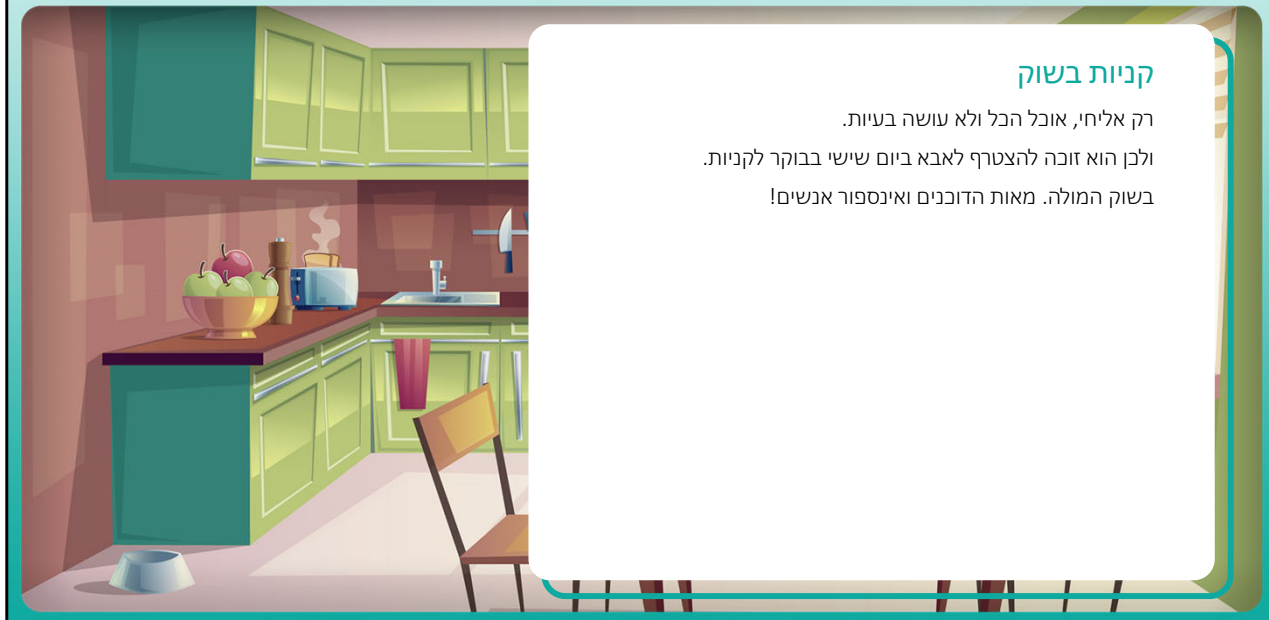 קניות בשוק
רק אליחי, אוכל הכל ולא עושה בעיות.
ולכן הוא זוכה להצטרף לאבא ביום שישי בבוקר לקניות.
בשוק המולה. מאות הדוכנים ואינספור אנשים!